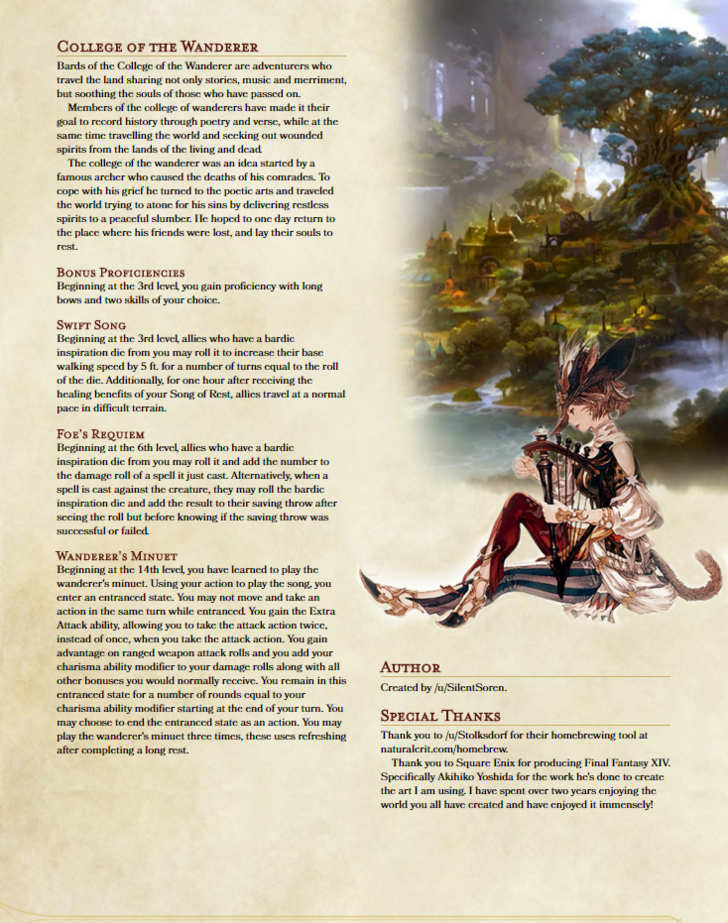 College of the Wanderer
Bards of the College of the Wanderer are adventurers who
travel the land sharing not only stories, music and merriment,
but soothing the souls of those who have passed on.
Members of the college of wanderers have made it their
goal to record history through poetry and verse, while at the
same time travelling the world and seeking out wounded
spirits from the lands of the living and dead.
The college of the wanderer was an idea started by a
famous archer who caused the deaths of his comrades. To
cope with his grief he turned to the poetic arts and traveled
the world trying to atone for his sins by delivering restless
spirits to a peaceful slumber. He hoped to one day return to
the place where his friends were lost, and lay their souls to
rest.
Bonus Proficiencies
Beginning at the 3rd level, you gain proficiency with long
bows and two skills of your choice.
Swift Song
Beginning at the 3rd level, allies who have a bardic
inspiration die from you may roll it to increase their base
walking speed by 5 ft. for a number of turns equal to the roll
of the die. Additionally, for one hour after receiving the
healing benefits of your Song of Rest, allies travel at a normal
pace in difficult terrain.
Foe's Requiem
Beginning at the 6th level, allies who have a bardic
inspiration die from you may roll it and add the number to
the damage roll of a spell it just cast. Alternatively, when a
spell is cast against the creature, they may roll the bardic
inspiration die and add the result to their saving throw after
seeing the roll but before knowing if the saving throw was
successful or failed.
Wanderer's Minuet
Beginning at the 14th level, you have learned to play the
wanderer's minuet. Using your action to play the song, you
enter an entranced state. You may not move and take an
action in the same turn while entranced. You gain the Extra
Attack ability, allowing you to take the attack action twice,
instead of once, when you take the attack action. You gain
advantage on ranged weapon attack rolls and you add your
charisma ability modifier to your damage rolls along with all
other bonuses you would normally receive. You remain in this
entranced state for a number of rounds equal to your
charisma ability modifier starting at the end of your turn. You
may choose to end the entranced state as an action. You may
play the wanderer's minuet three times, these uses refreshing
after completing a long rest.
Author
Created by /u/SilentSoren.
Special Thanks
Thank you to /u/Stolksdorf for their homebrewing tool at
naturalcrit.com/homebrew.
Thank you to Square Enix for producing Final Fantasy XIV.
Specifically Akihiko Yoshida for the work he's done to create
the art I am using. I have spent over two years enjoying the
world you all have created and have enjoyed it immensely!